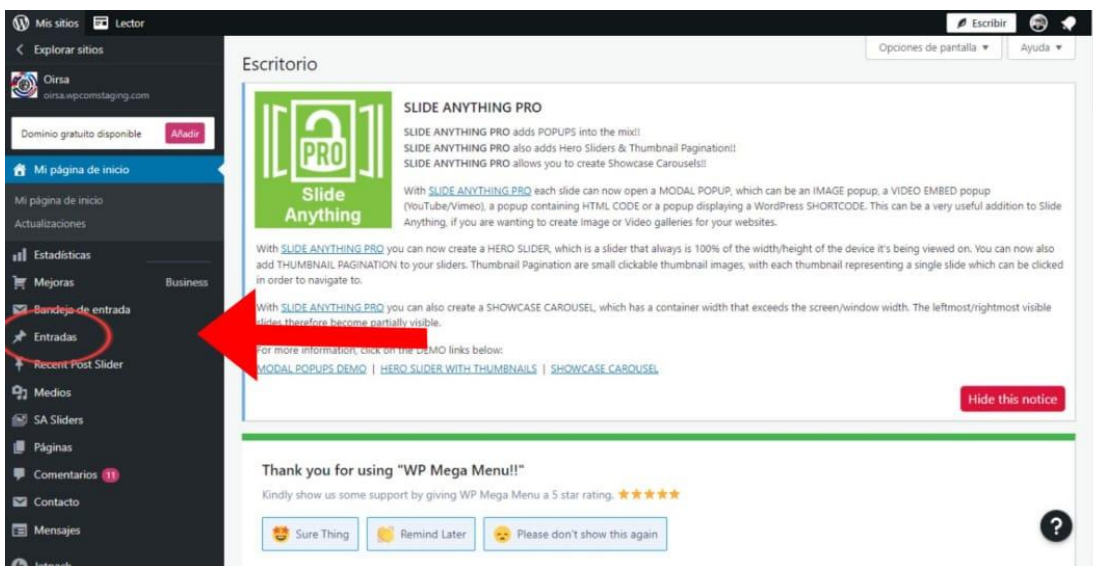 Mis sitios Lector Escribir
Explorar sitios
Oirsa
oirsa.wpcomstaging.com
Dominio gratuito disponible Añadir
Mi página de inicio
Mi página de inicio
Actualizaciones
Estadísticas
Mejoras Business
Bandeja de entrada
Entradas
Recent Post Slider
Medios
SA Sliders
Páginas
Comentarios 11
Contacto
Mensajes
Jetpack
Opciones de pantalla Ayuda
Escritorio
PRO
Slide
Anything
SLIDE ANYTHING PRO
SLIDE ANYTHING PRO adds POPUPS into the mix!!
SLIDE ANYTHING PRO also adds Hero Sliders & Thumbnail Pagination!!
SLIDE ANYTHING PRO allows you to create Showcase Carousels!!
With SLIDE ANYTHING PRO each slide can now open a MODAL POPUP, which can be an IMAGE popup, a VIDEO EMBED popup
(YouTube/Vimeo), a popup containing HTML CODE or a popup displaying a WordPress SHORTCODE. This can be a very useful addition to Slide
Anything, if you are wanting to create Image or Video galleries for your websites.
With SLIDE ANYTHING PRO you can now create a HERO SLIDER, which is a slider that always is 100% of the width/height of the device it's being viewed on. You can now also
add THUMBNAIL PAGINATION to your sliders. Thumbnail Pagination are small clickable thumbnail images, with each thumbnail representing a single slide which can be clicked
in order to navigate to.
With SLIDE ANYTHING PRO you can also create a SHOWCASE CAROUSEL, which has a container width that exceeds the screen/window width. The leftmost/rightmost visible
slides therefore become partially visible.
For more information, click on the DEMO links below:
MODAL POPUPS DEMO | HERO SLIDER WITH THUMBNAILS | SHOWCASE CAROUSEL
Hide this notice
Thank you for using "WP Mega Menu!!"
Kindly show us some support by giving WP Mega Menu a 5 star rating.
Sure Thing Remind Later Please don't show this again
?